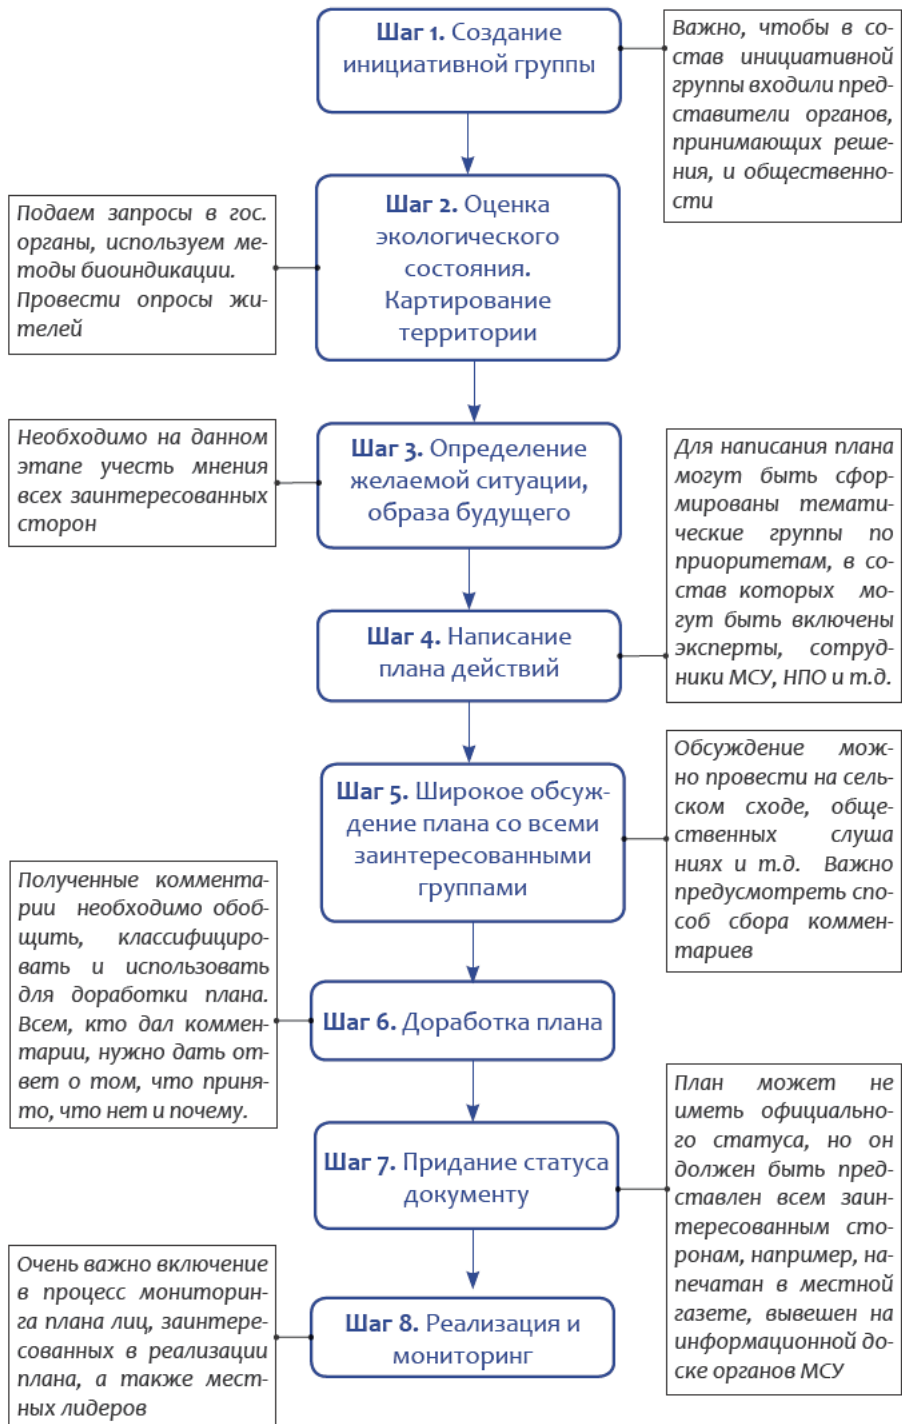 Шаг 1. Создание
инициативной группы
Важно, чтобы в со-
став инициативной
группы входили пред-
ставители органов,
принимающих реше-
ния, и общественно-
сти
Шаг 2. Оценка
экологического
состояния.
Картирование
территории
Подаем запросы в гос.
органы, используем ме-
тоды биоиндикации.
Провести опросы жи-
телей
Шаг 3. Определение
желаемой ситуации,
образа будущего
Необходимо на данном
этапе учесть мнения
всех заинтересованных
сторон
Шаг 4. Написание
плана действий
Для написания плана
могут быть сфор-
мированы темати-
ческие группы по
приоритетам, в со-
став которых мо-
гут быть включены
эксперты, сотруд-
ники МСУ, НПО и т.д.
Шаг 5. Широкое обсуж-
дение плана со всеми
заинтересованными
группами
Обсуждение мож-
но провести на сель-
ском сходе, обще-
ственных слуша
ниях и т.д. Важно
предусмотреть спо-
соб сбора коммен-
тариев
Шаг 6. Доработка плана
Полученные коммента-
рии необходимо обоб-
щить, классифициро-
вать и использовать
для доработки плана.
Всем, кто дал коммен-
тарии, нужно дать от-
вет о том, что приня-
то, что нет и почему.
Шаг 7. Придание статуса
документу
План может не
иметь официально-
го статуса, но он
должен быть пред-
ставлен всем заин-
тересованным сто-
ронам, например, на-
печатан в местной
газете, вывешен на
информационной до-
ске органов МСУ
Шаг 8. Реализация и
мониторинг
Очень важно включение
в процесс мониторин-
га плана лиц, заинтере-
сованных в реализации
плана, а также мест-
ных лидеров